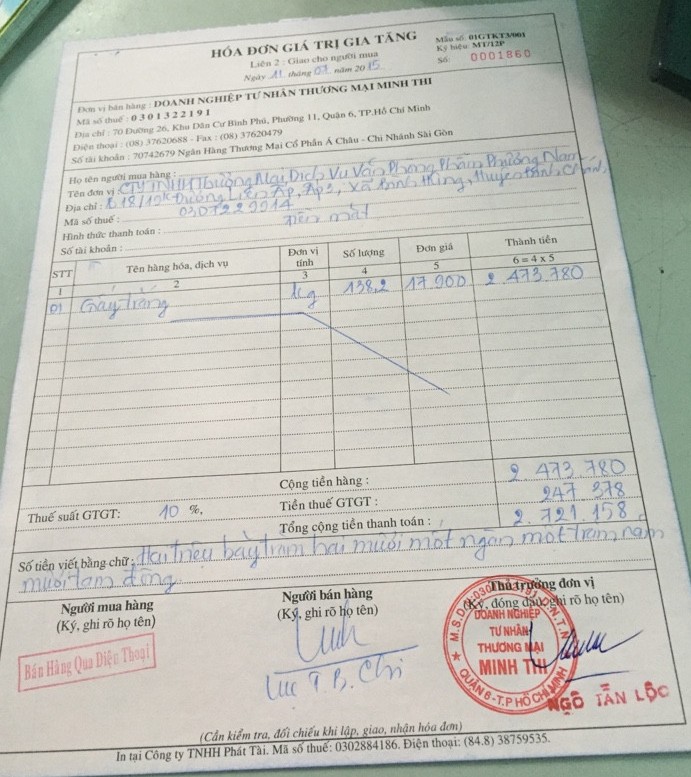 HÓA ĐƠN GIÁ TRỊ GIA TĂNG
Liên 2 : Giao cho người mua
Ngày 11 tháng 07 năm 2015
Mẫu số: 01GTKT3/001
Ký hiệu: MT/12P
Số: 0001860
Đơn vị bán hàng : DOANH NGHIỆP TƯ NHÂN THƯƠNG MẠI MINH THI
Mã số thuế : 0301322191
Địa chỉ : 70 Đường 26, Khu Dân Cư Bình Phú, Phường 11, Quận 6, TP.Hồ Chí Minh
Điện thoại : (08) 37620688 - Fax : (08) 37620479
Số tài khoản : 70742679 Ngân Hàng Thương Mại Cổ Phần Á Châu - Chi Nhánh Sài Gòn
Họ tên người mua hàng :
Tên đơn vị : CTy TNHH Thương Mại Dịch Vụ Văn Phòng Phẩm Phương Nam
Địa chỉ : 18/19K Đường Liên Ấp, Ấp 3, Xã Bình Hưng, Huyện Bình Chánh,
Mã số thuế :
Hình thức thanh toán : tiền mặt
Số tài khoản :
STT Tên hàng hóa, dịch vụ Đơn vị tính Số lượng Đơn giá Thành tiền
1 2 3 4 5 6 = 4 x 5
01 Giấy trắng kg 138,2 17.900 2.473.780
Cộng tiền hàng : 2.473.780
Thuế suất GTGT: 10 %, Tiền thuế GTGT : 247 378
Tổng cộng tiền thanh toán : 2.721.158
Số tiền viết bằng chữ : Hai triệu bảy trăm hai mươi một ngàn một trăm năm
mươi tám đồng
Người mua hàng Người bán hàng Thủ trưởng đơn vị
(Ký, ghi rõ họ tên) (Ký, ghi rõ họ tên) (Ký, đóng dấu, ghi rõ họ tên)
Bán Hàng Qua Điện Thoại
DOANH NGHIỆP
TƯ NHÂN
THƯƠNG MẠI
MINH THI
QUẬN 6 - T.P HỒ CHÍ MINH
Lục T.B. Chi
NGÔ TẤN LỘC
(Cần kiểm tra, đối chiếu khi lập, giao, nhận hóa đơn)
In tại Công ty TNHH Phát Tài. Mã số thuế: 0302884186. Điện thoại: (84.8) 38759535.